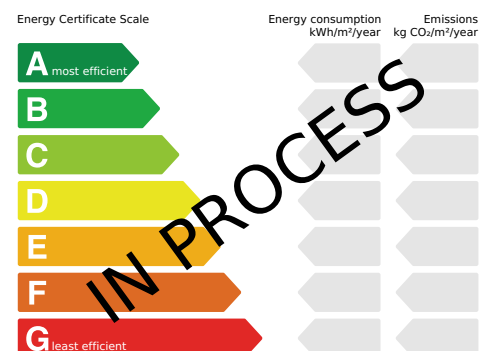 Energy Certificate Scale
Energy consumption
kWh/m²/year
Emissions
kg CO₂/m²/year
A most efficient
B
C
D
E
F
G least efficient
IN PROCESS